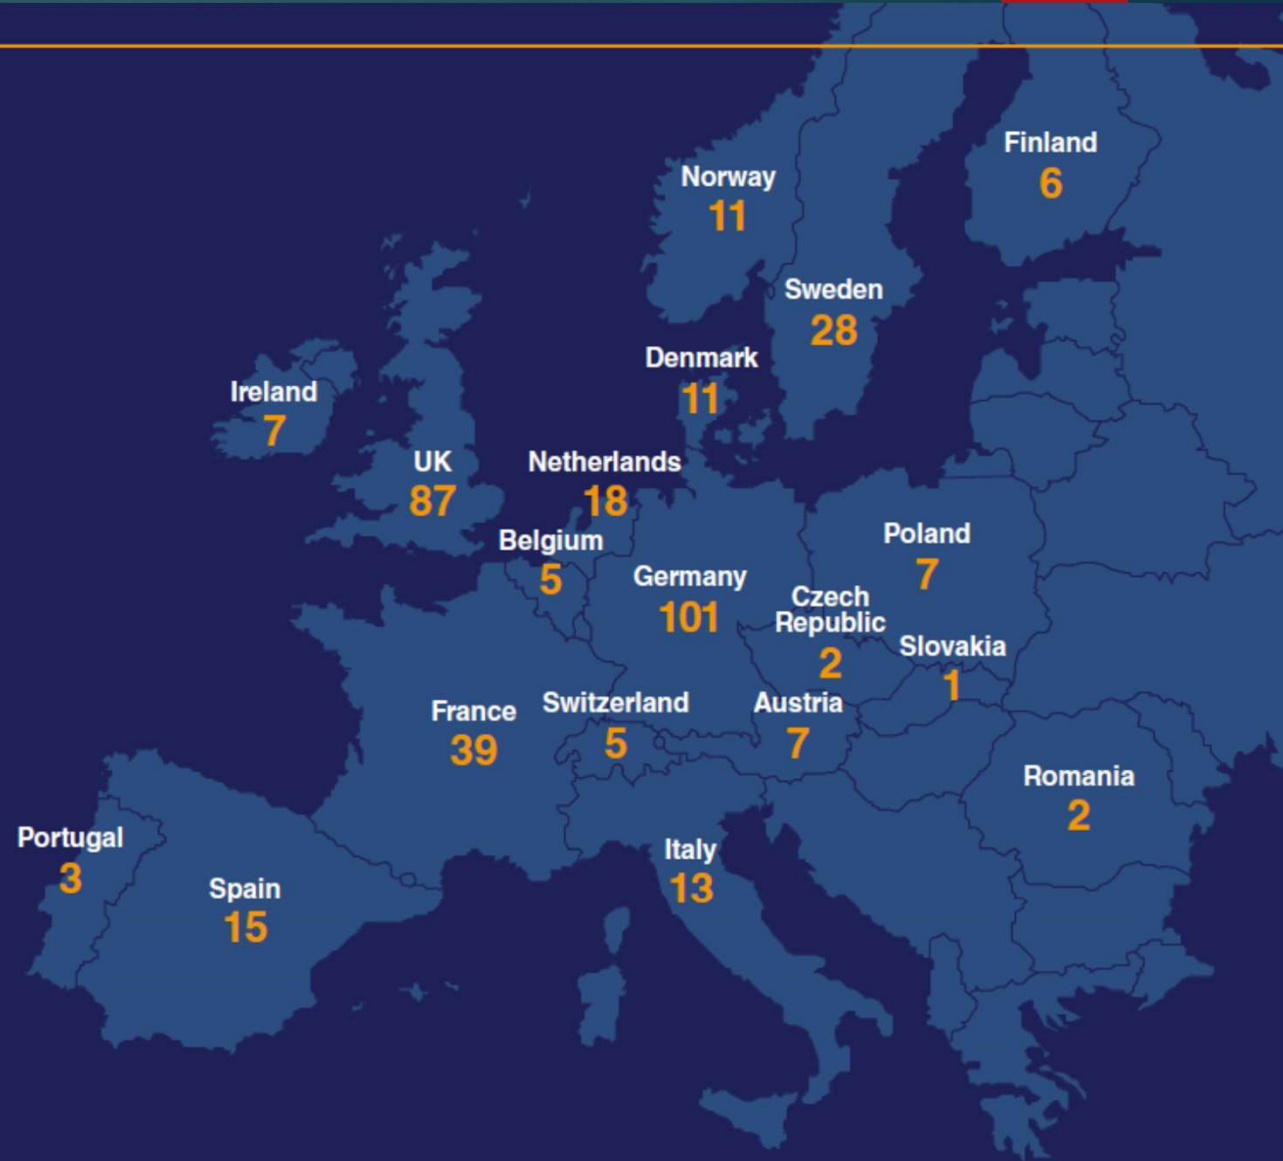 Finland
6
Norway
11
Sweden
28
Denmark
11
Ireland
7
UK
87
Netherlands
18
Belgium
5
Germany
101
Poland
7
Czech
Republic
2
Slovakia
1
France
39
Switzerland
5
Austria
7
Romania
2
Portugal
3
Spain
15
Italy
13